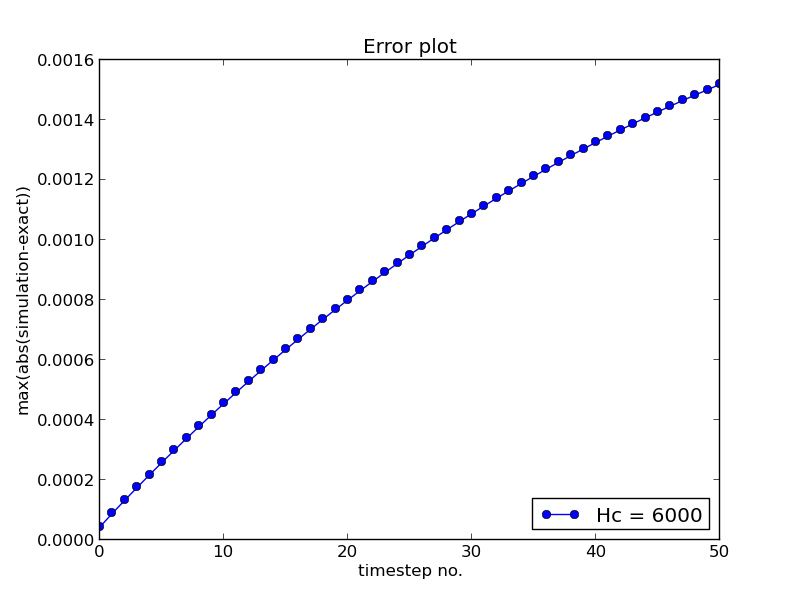 Error plot
max(abs(simulation-exact))
0.0016
0.0014
0.0012
0.0010
0.0008
0.0006
0.0004
0.0002
0.0000
Hc = 6000
0 10 20 30 40 50
timestep no.